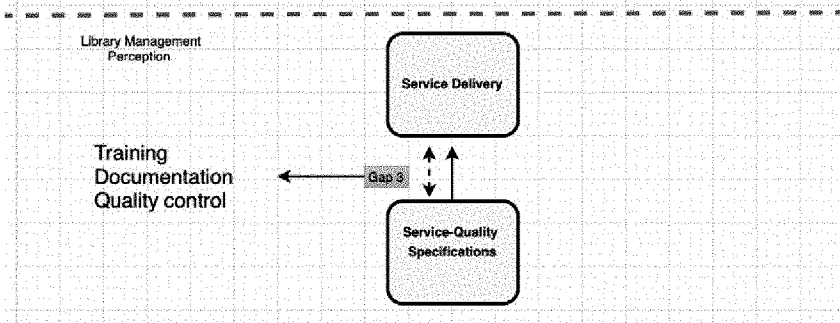 Library Management
Perception
Service Delivery
Training
Documentation
Quality control
Gap 3
Service-Quality
Specifications